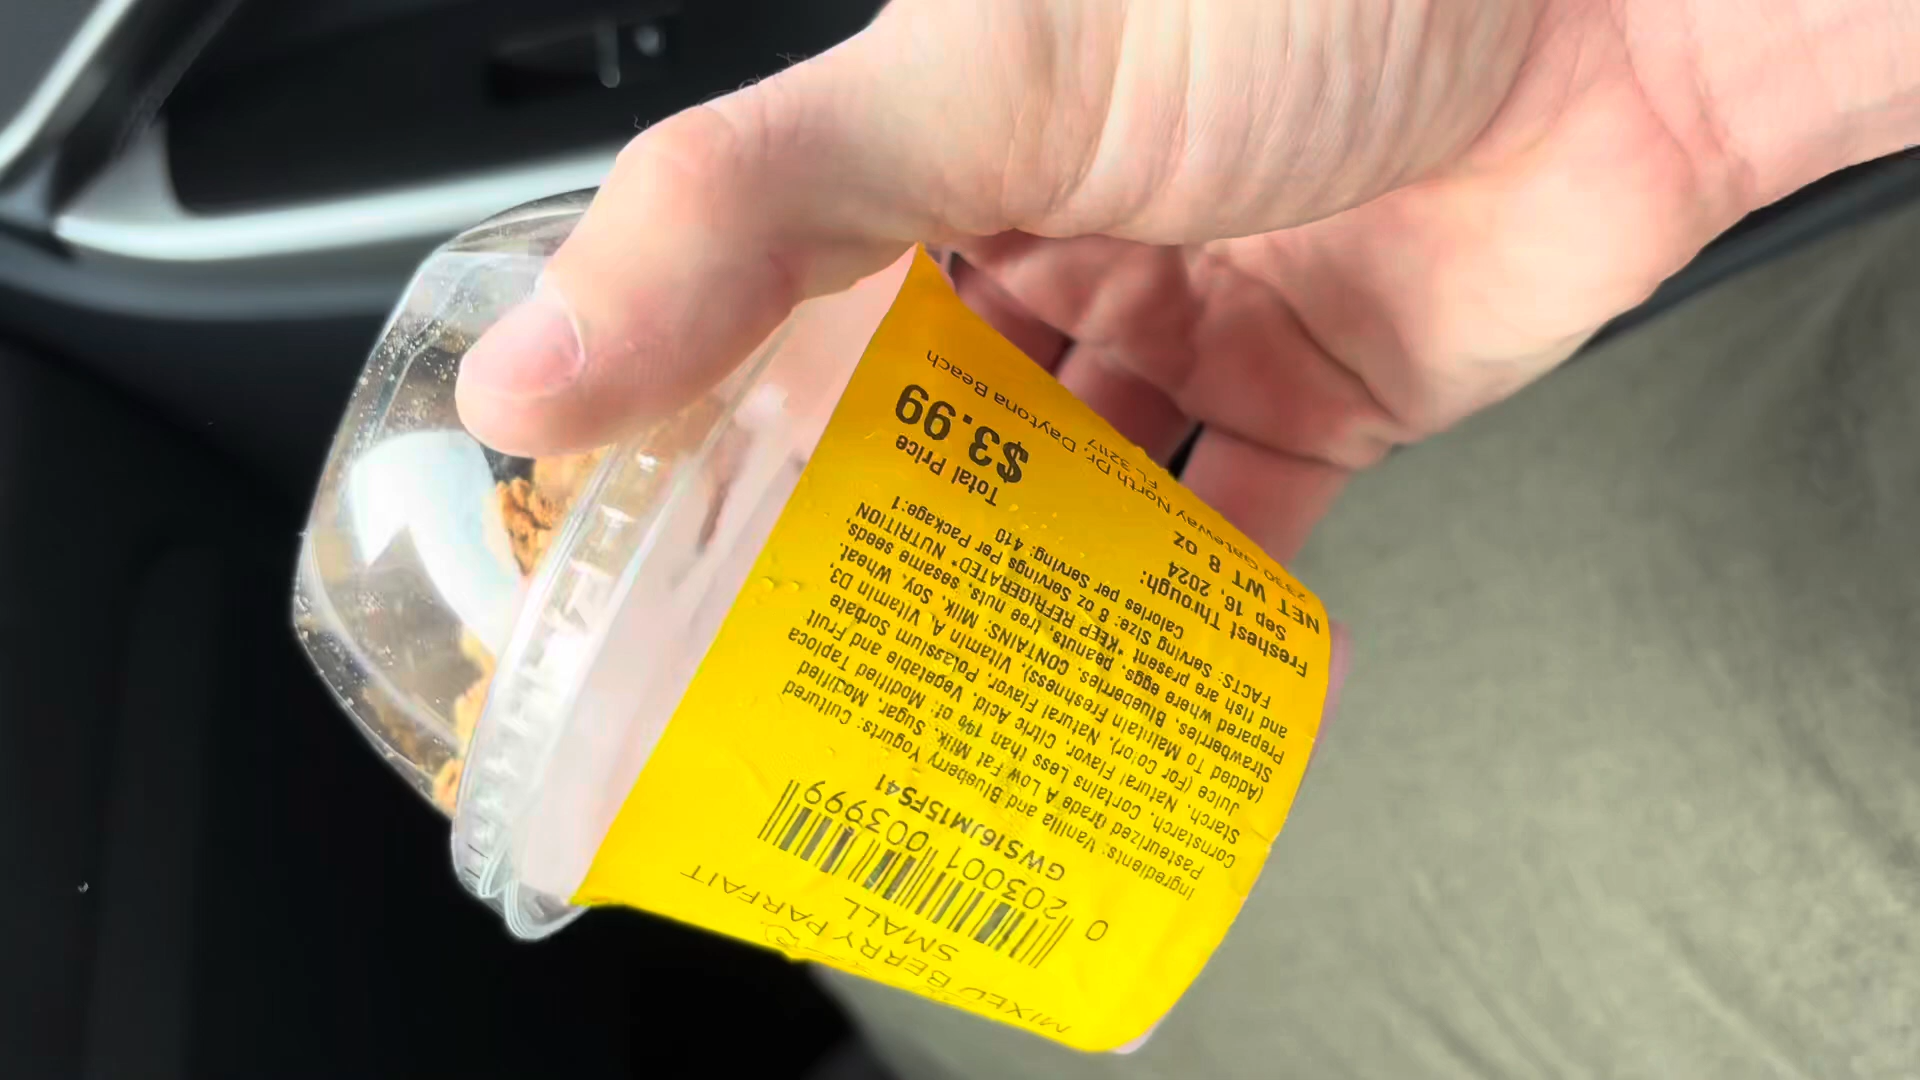 MIXED BERRY PARFAIT
SMALL
0 203001 003999
GWS16JM15FS41
Ingredients: Vanilla and Blueberry Yogurts: Cultured
Pasteurized Grade A Low Fat Milk, Sugar, Modified
Cornstarch, Contains Less than 1% of: Modified Tapioca
Starch, Natural Flavor, Citric Acid, Vegetable and Fruit
Juice (For Color), Natural Flavor, Potassium Sorbate
(Added To Maintain Freshness), Vitamin A, Vitamin D3,
Strawberries, Blueberries. CONTAINS: Milk, Soy, Wheat.
Prepared where eggs, peanuts, tree nuts, sesame seeds,
and fish are present *KEEP REFRIGERATED* NUTRITION
FACTS: Serving Size: 8 oz Servings Per Package:1
Calories per Serving: 410
Freshest Through:
Sep 16, 2024
NET WT 8 OZ
Total Price
$3.99
Gateway North Dr. Daytona Beach
FL 32117